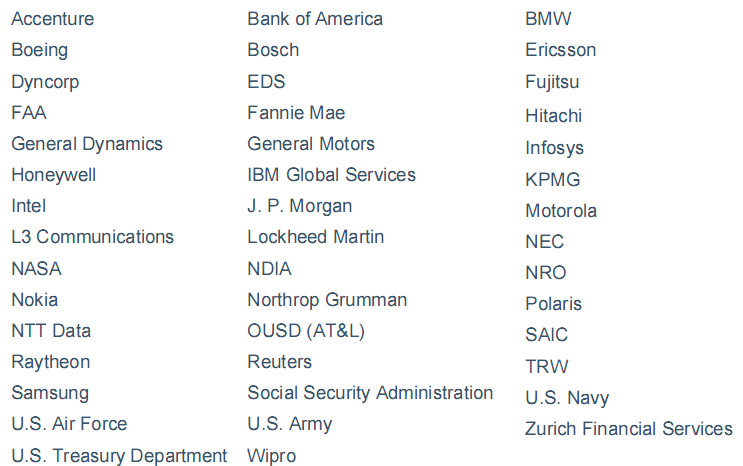 Accenture
Bank of America
BMW
Boeing
Bosch
Ericsson
Dyncorp
EDS
Fujitsu
FAA
Fannie Mae
Hitachi
General Dynamics
General Motors
Infosys
Honeywell
IBM Global Services
KPMG
Intel
J. P. Morgan
Motorola
L3 Communications
Lockheed Martin
NEC
NASA
NDIA
NRO
Nokia
Northrop Grumman
Polaris
NTT Data
OUSD (AT&L)
SAIC
Raytheon
Reuters
TRW
Samsung
Social Security Administration
U.S. Navy
U.S. Air Force
U.S. Army
Zurich Financial Services
U.S. Treasury Department
Wipro